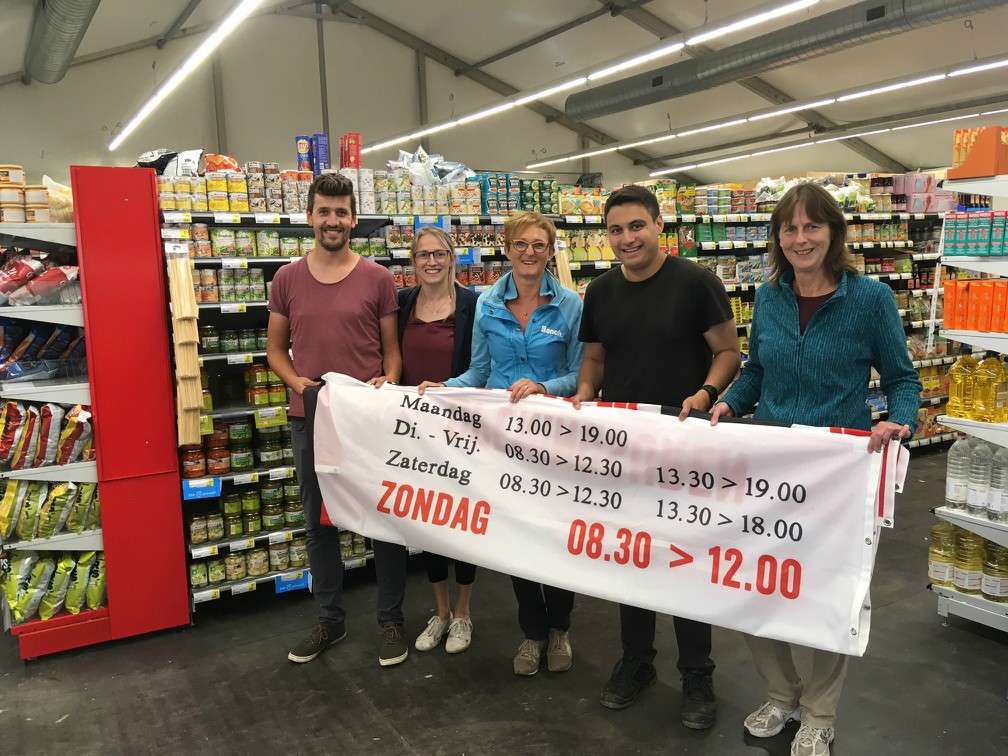 Bench.
Maandag 13.00 > 19.00
Di. - Vrij. 08.30 > 12.30 13.30 > 19.00
Zaterdag 08.30 > 12.30 13.30 > 18.00
ZONDAG 08.30 > 12.00